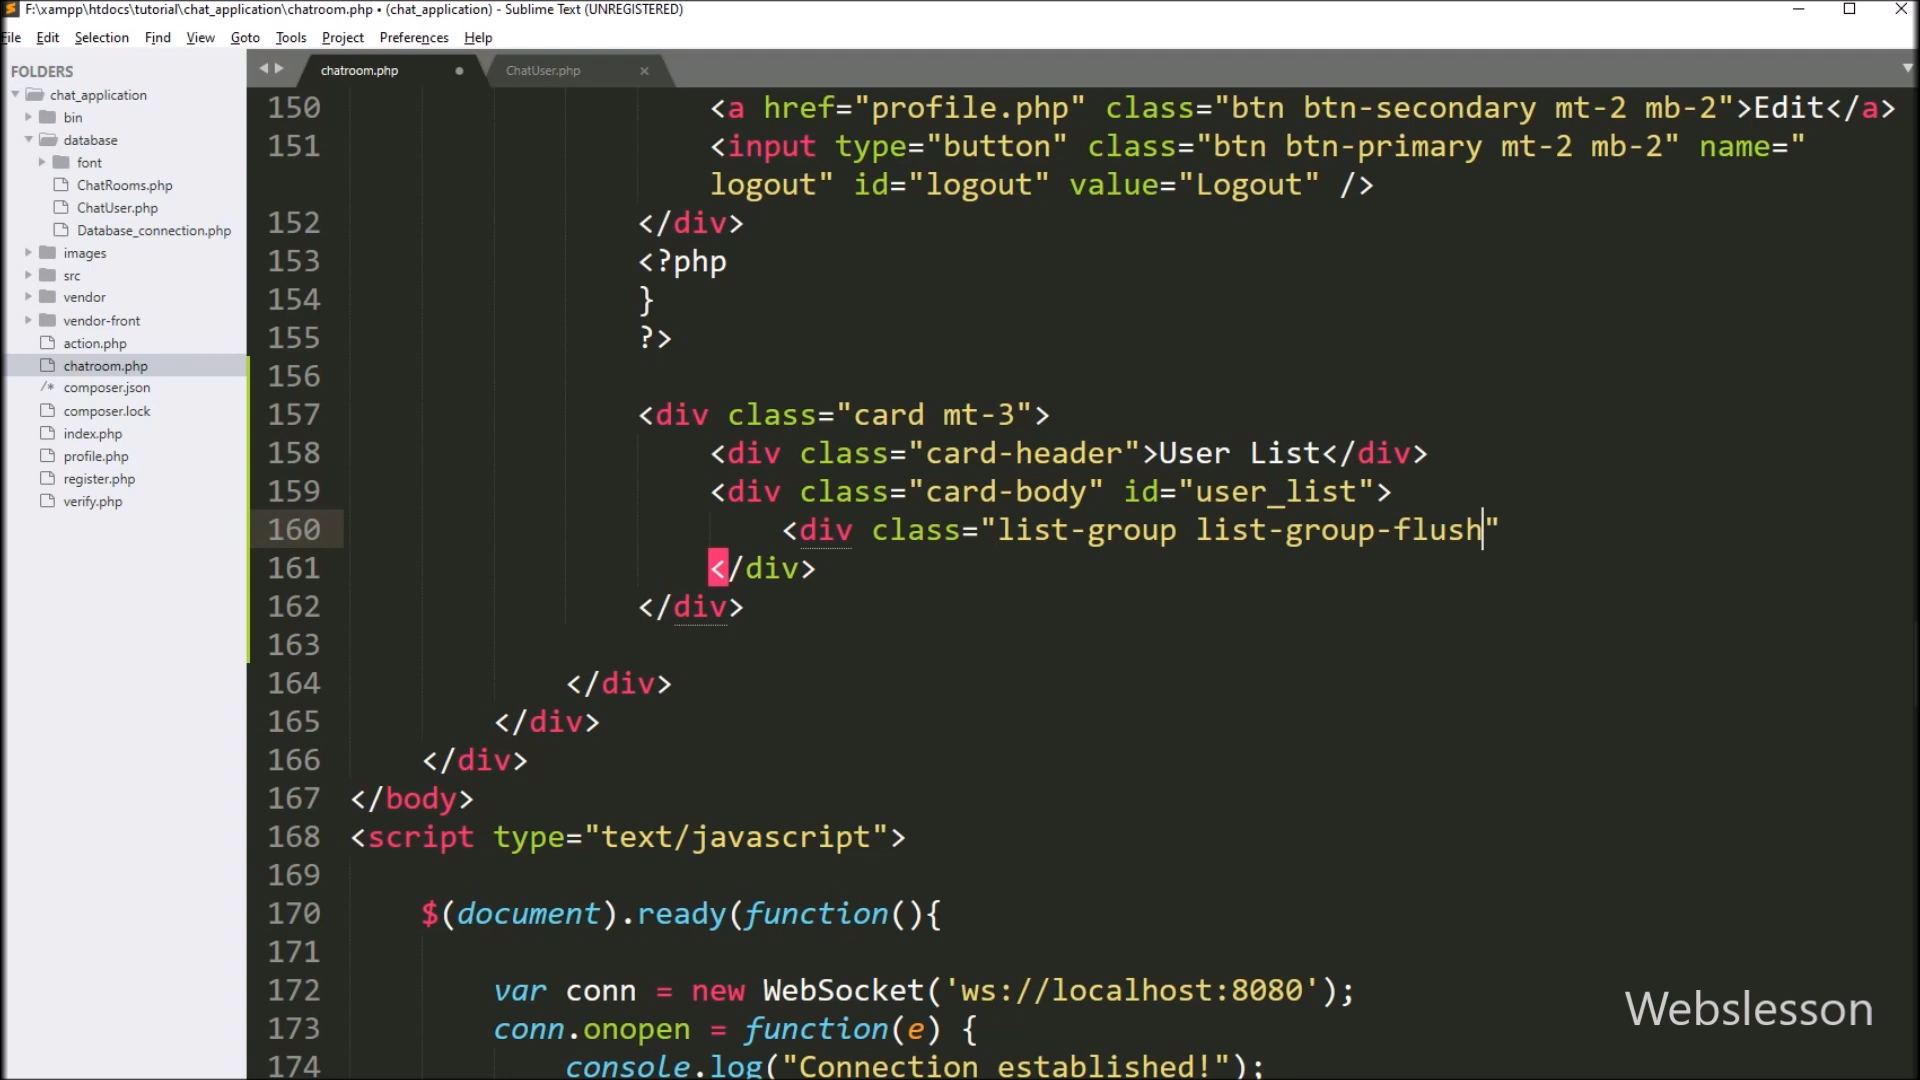 F:\xampp\htdocs\tutorial\chat_application\chatroom.php • (chat_application) - Sublime Text (UNREGISTERED)
File Edit Selection Find View Goto Tools Project Preferences Help
FOLDERS
chat_application
bin
database
font
ChatRooms.php
ChatUser.php
Database_connection.php
images
src
vendor
vendor-front
action.php
chatroom.php
/* composer.json
composer.lock
index.php
profile.php
register.php
verify.php
chatroom.php
ChatUser.php
150 <a href="profile.php" class="btn btn-secondary mt-2 mb-2">Edit</a>
151 <input type="button" class="btn btn-primary mt-2 mb-2" name="
logout" id="logout" value="Logout" />
152 </div>
153 <?php
154 }
155 ?>
156
157 <div class="card mt-3">
158 <div class="card-header">User List</div>
159 <div class="card-body" id="user_list">
160 <div class="list-group list-group-flush"
161 </div>
162 </div>
163
164 </div>
165 </div>
166 </div>
167 </body>
168 <script type="text/javascript">
169
170 $(document).ready(function(){
171
172 var conn = new WebSocket('ws://localhost:8080');
173 conn.onopen = function(e) {
174 console.log("Connection established!");
Webslesson